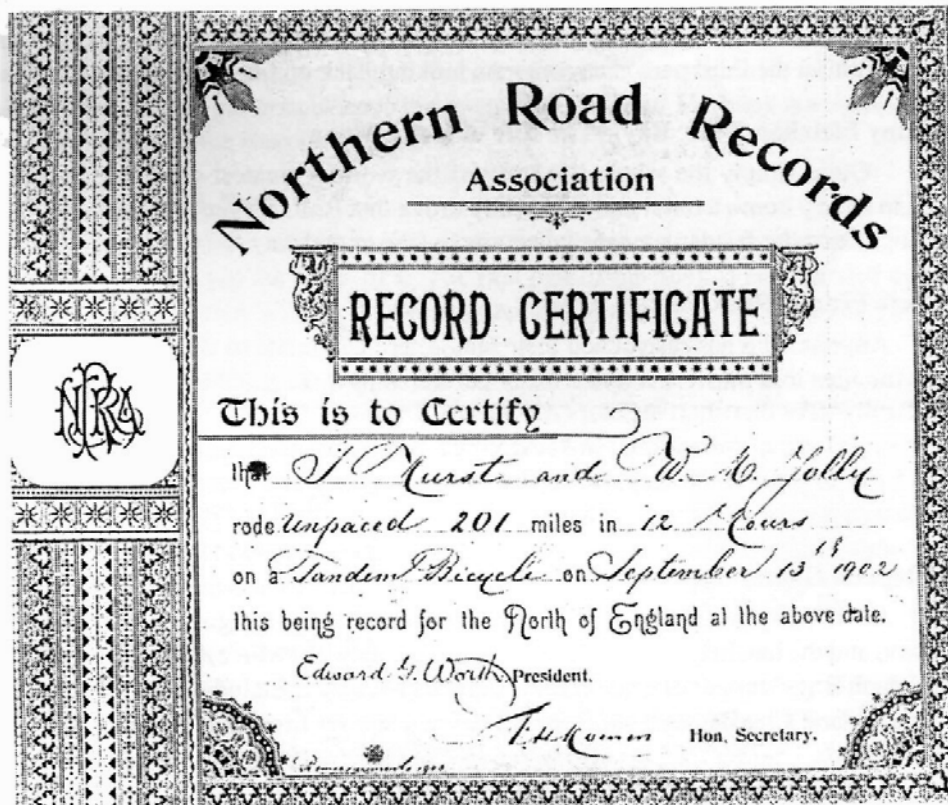 Northern Road Records
Association
RECORD CERTIFICATE
NRRA
This is to Certify
that and W. H. Jolly
rode Unpaced 201 miles in 12 Hours
on a Tandem Bicycle on September 13th 1902
this being record for the North of England at the above date.
Edward G. Worth President.
Hon. Secretary.